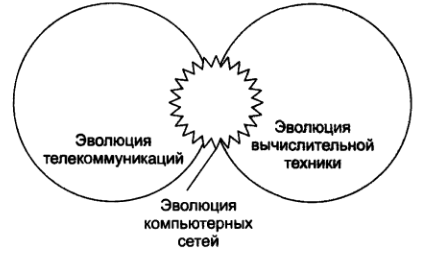 Эволюция
телекоммуникаций
Эволюция
вычислительной
техники
Эволюция
компьютерных
сетей